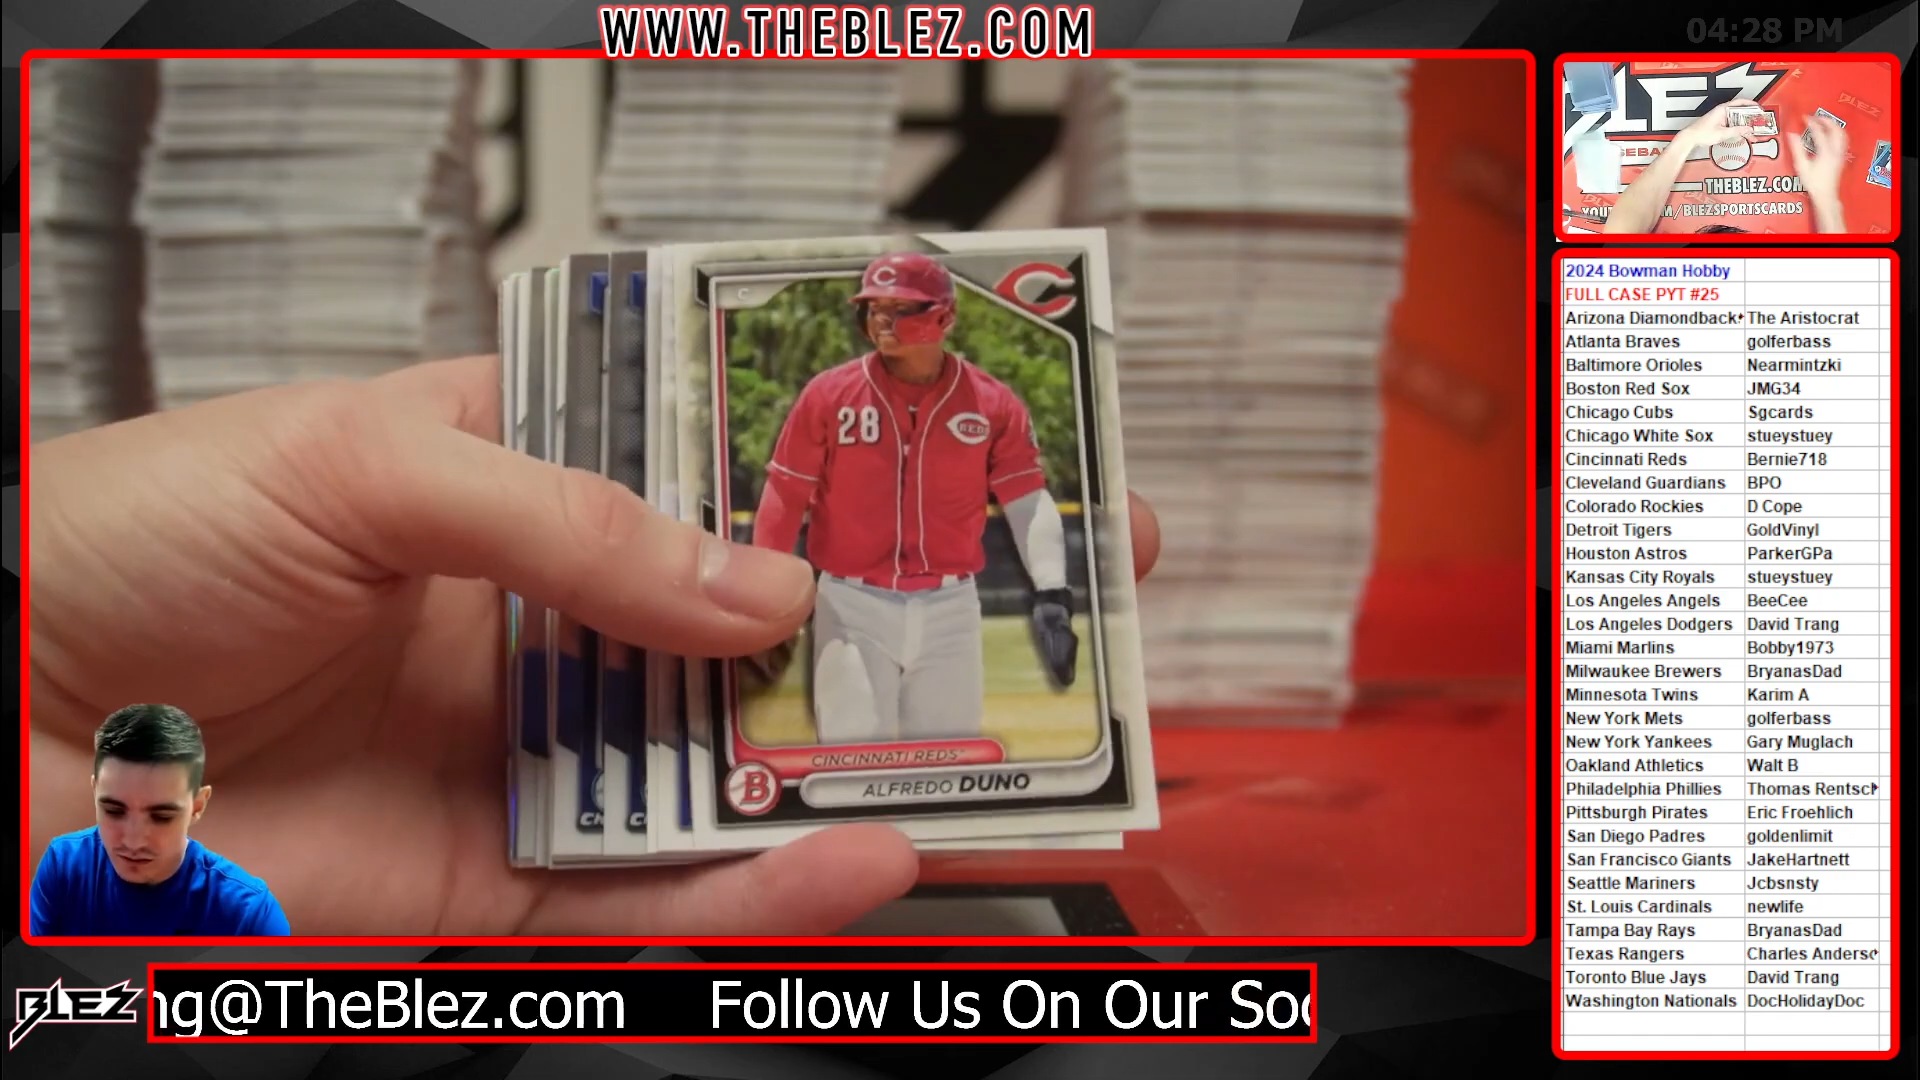 WWW.THEBLEZ.COM
04:28 PM
BLEZ
THEBLEZ.COM
/BLEZSPORTSCARDS
C
28
REDS
CINCINNATI REDS
B
ALFREDO DUNO
2024 Bowman Hobby
FULL CASE PYT #25
Arizona Diamondback The Aristocrat
Atlanta Braves golferbass
Baltimore Orioles Nearmintzki
Boston Red Sox JMG34
Chicago Cubs Sgcards
Chicago White Sox stueystuey
Cincinnati Reds Bernie718
Cleveland Guardians BPO
Colorado Rockies D Cope
Detroit Tigers GoldVinyl
Houston Astros ParkerGPa
Kansas City Royals stueystuey
Los Angeles Angels BeeCee
Los Angeles Dodgers David Trang
Miami Marlins Bobby1973
Milwaukee Brewers BryanasDad
Minnesota Twins Karim A
New York Mets golferbass
New York Yankees Gary Muglach
Oakland Athletics Walt B
Philadelphia Phillies Thomas Rentscl
Pittsburgh Pirates Eric Froehlich
San Diego Padres goldenlimit
San Francisco Giants JakeHartnett
Seattle Mariners Jcbsnsty
St. Louis Cardinals newlife
Tampa Bay Rays BryanasDad
Texas Rangers Charles Anders
Toronto Blue Jays David Trang
Washington Nationals DocHolidayDoc
BLEZ
ng@TheBlez.com Follow Us On Our Soc